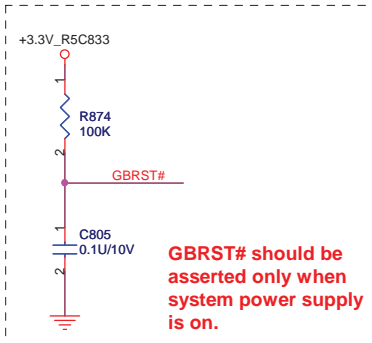 +3.3V_R5C833
1
R874
100K
2
GBRST#
1
C805
0.1U/10V
2
GBRST# should be
asserted only when
system power supply
is on.